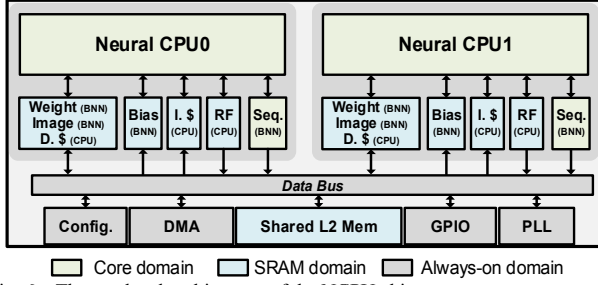 Neural CPU0
Neural CPU1
Weight (BNN)
Image (BNN)
D. $ (CPU)
Bias
(BNN)
I. $
(CPU)
RF
(CPU)
Seq.
(BNN)
Weight (BNN)
Image (BNN)
D. $ (CPU)
Bias
(BNN)
I. $
(CPU)
RF
(CPU)
Seq.
(BNN)
Data Bus
Config.
DMA
Shared L2 Mem
GPIO
PLL
Core domain
SRAM domain
Always-on domain